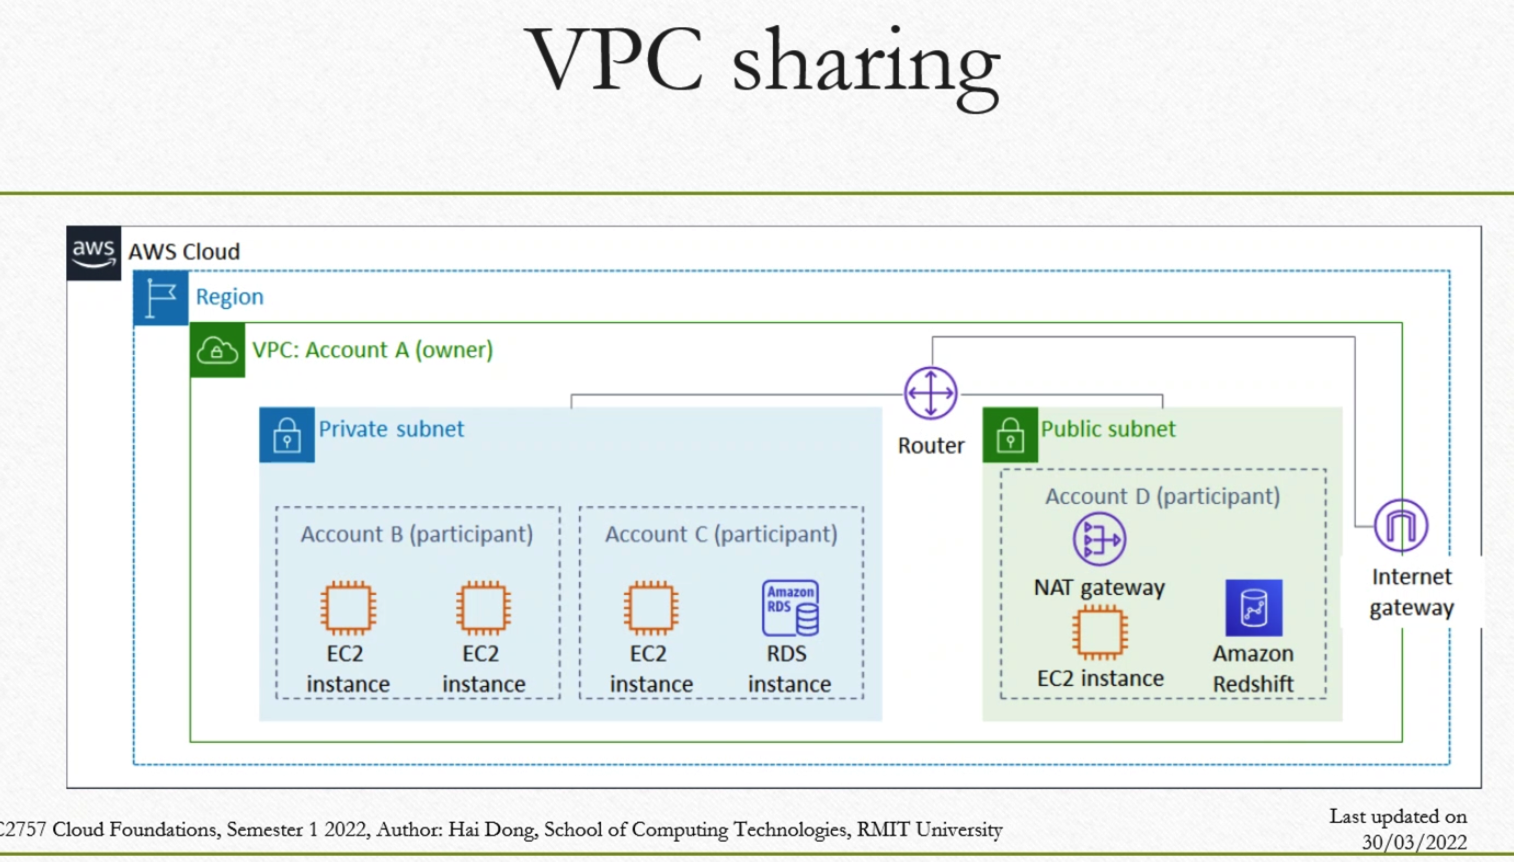 VPC sharing
aws
AWS Cloud
Region
VPC: Account A (owner)
Private subnet
Router
Public subnet
Account B (participant)
EC2
instance
EC2
instance
Account C (participant)
EC2
instance
Amazon
RDS
RDS
instance
Account D (participant)
NAT gateway
EC2 instance
Amazon
Redshift
Internet
gateway
C2757 Cloud Foundations, Semester 1 2022, Author: Hai Dong, School of Computing Technologies, RMIT University
Last updated on
30/03/2022